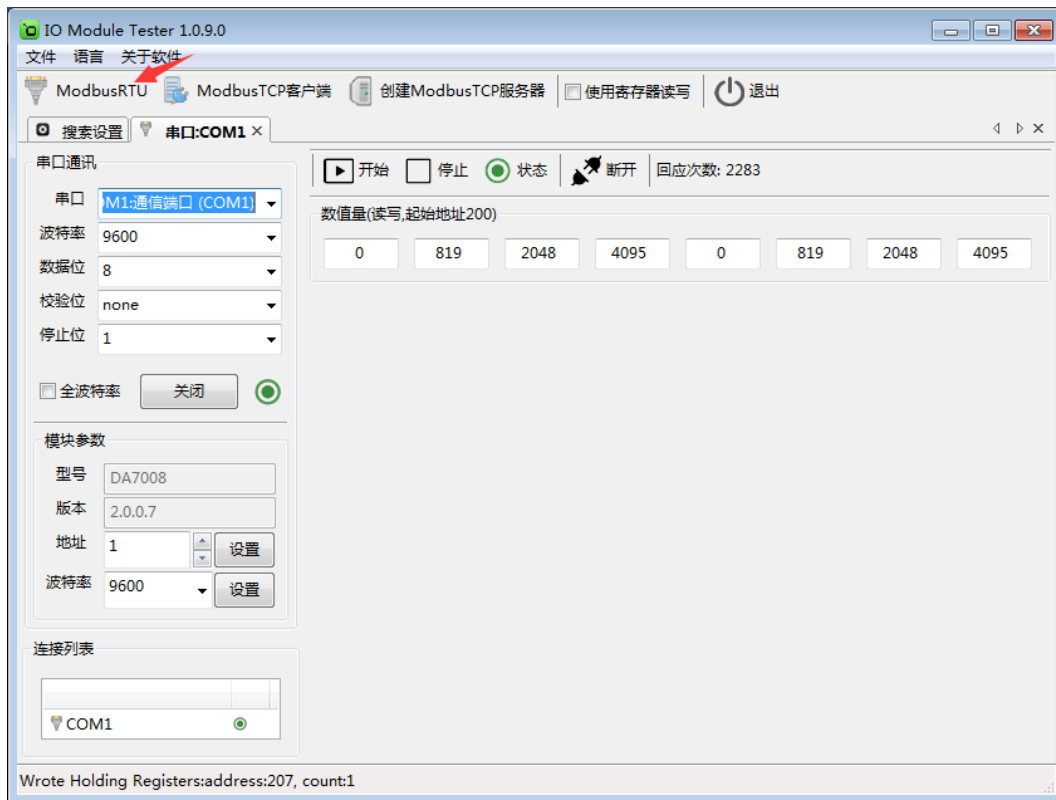 IO Module Tester 1.0.9.0
文件 语言 关于软件
ModbusRTU ModbusTCP客户端 创建ModbusTCP服务器 使用寄存器读写 退出
搜索设置 串口:COM1
串口通讯
开始 停止 状态 断开 回应次数: 2283
串口 M1:通信端口 (COM1)
数值量(读写,起始地址200)
波特率 9600
0 819 2048 4095 0 819 2048 4095
数据位 8
校验位 none
停止位 1
全波特率 关闭
模块参数
型号 DA7008
版本 2.0.0.7
地址 1 设置
波特率 9600 设置
连接列表
COM1
Wrote Holding Registers:address:207, count:1